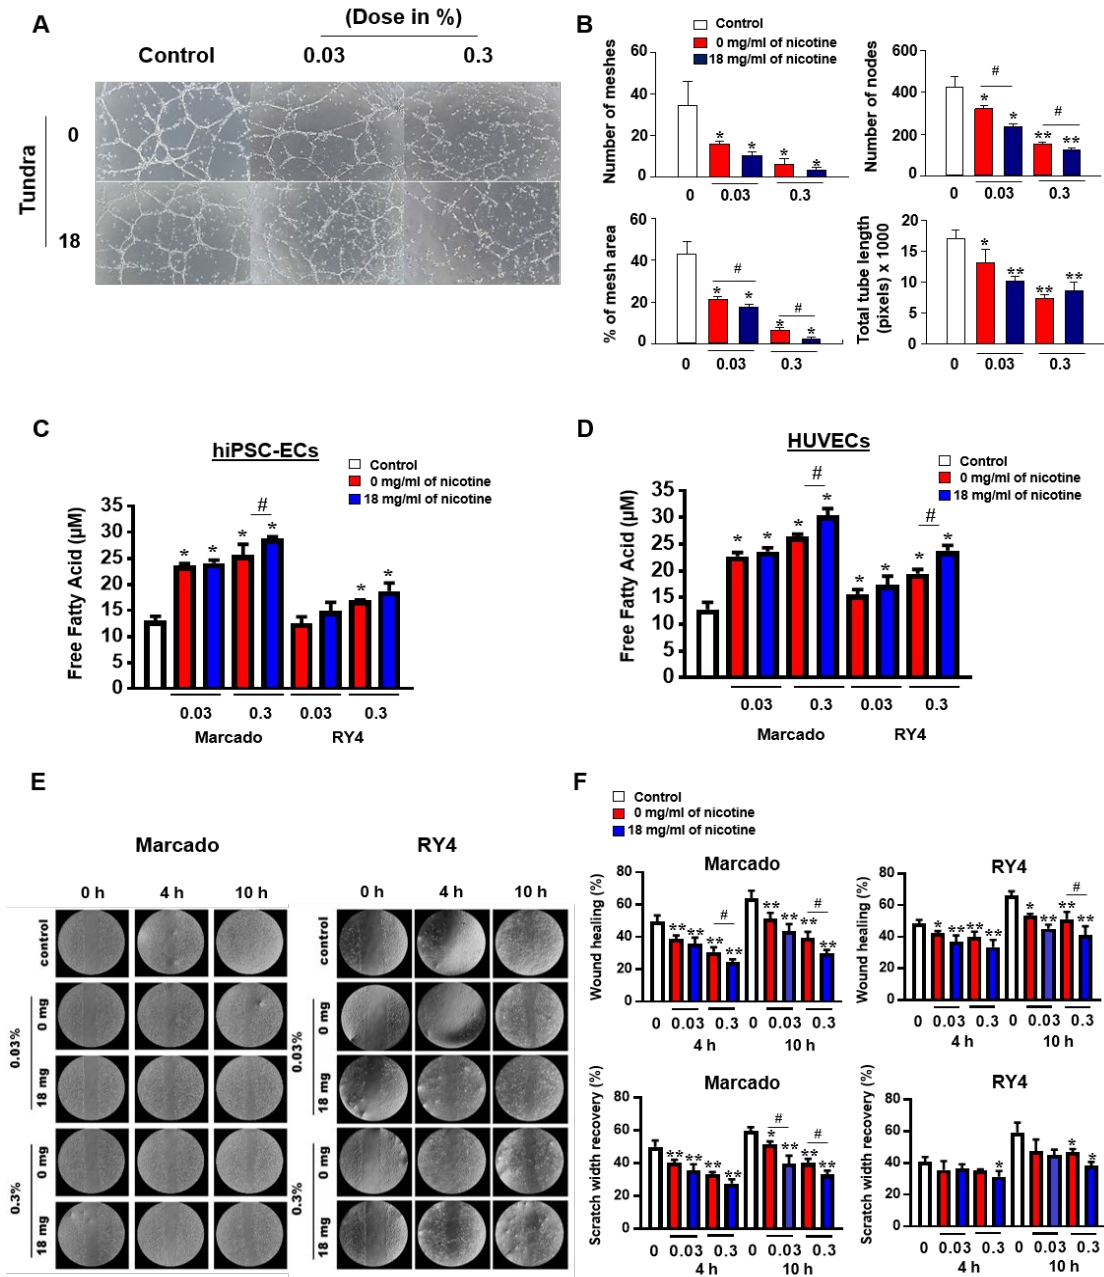 A
(Dose in %)
Control
0.03
0.3
Tundra
0
18
B
Control
0 mg/ml of nicotine
18 mg/ml of nicotine
Number of meshes
60
40
20
0
*
*
*
*
0
0.03
0.3
Number of nodes
600
400
200
0
#
*
*
#
**
**
0
0.03
0.3
% of mesh area
60
40
20
0
#
*
*
#
*
*
0
0.03
0.3
Total tube length
(pixels) x 1000
20
15
10
5
0
*
**
**
**
0
0.03
0.3
C
hiPSC-ECs
Control
0 mg/ml of nicotine
18 mg/ml of nicotine
Free Fatty Acid (µM)
35
30
25
20
15
10
5
0
*
*
*
#
*
*
*
0.03
0.3
0.03
0.3
Marcado
RY4
D
HUVECs
Control
0 mg/ml of nicotine
18 mg/ml of nicotine
Free Fatty Acid (µM)
35
30
25
20
15
10
5
0
*
*
*
#
*
*
*
*
#
*
0.03
0.3
0.03
0.3
Marcado
RY4
E
Marcado
RY4
0 h
4 h
10 h
0 h
4 h
10 h
control
0.03%
0 mg
18 mg
0.3%
0 mg
18 mg
control
0.03%
0 mg
18 mg
0.3%
0 mg
18 mg
F
Control
0 mg/ml of nicotine
18 mg/ml of nicotine
Marcado
Wound healing (%)
80
60
40
20
0
**
**
#
**
**
**
**
#
**
**
0
0.03
0.3
0
0.03
0.3
4 h
10 h
RY4
Wound healing (%)
80
60
40
20
0
*
**
**
**
*
**
#
**
**
0
0.03
0.3
0
0.03
0.3
4 h
10 h
Marcado
Scratch width recovery (%)
80
60
40
20
0
**
**
**
**
#
*
**
#
**
**
0
0.03
0.3
0
0.03
0.3
4 h
10 h
RY4
Scratch width recovery (%)
80
60
40
20
0
*
*
*
0
0.03
0.3
0
0.03
0.3
4 h
10 h